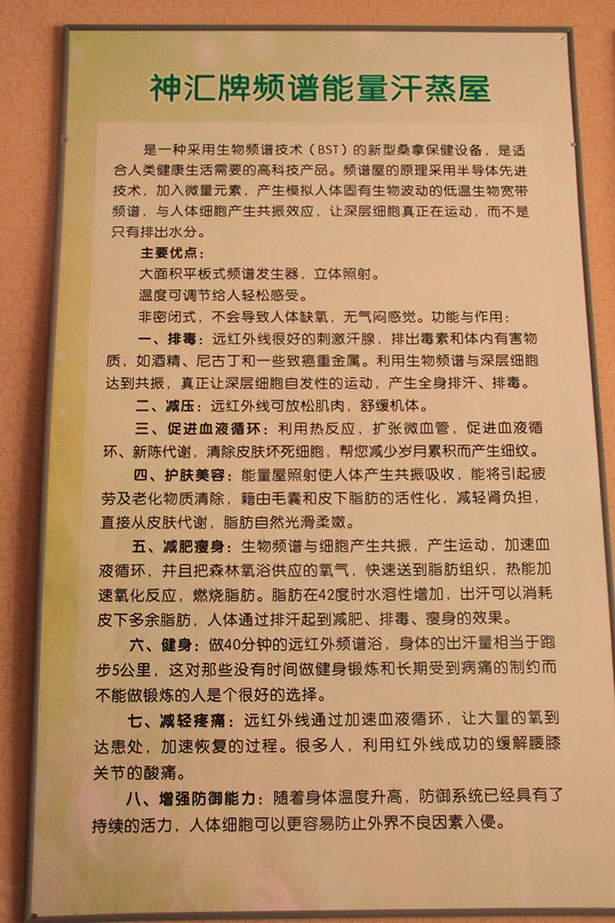 神汇牌频谱能量汗蒸屋
是一种采用生物频谱技术（BST）的新型桑拿保健设备，是适
合人类健康生活需要的高科技产品。频谱屋的原理采用半导体先进
技术，加入微量元素，产生模拟人体固有生物波动的低温生物宽带
频谱，与人体细胞产生共振效应，让深层细胞真正在运动，而不是
只有排出水分。
主要优点：
大面积平板式频谱发生器，立体照射。
温度可调节给人轻松感受。
非密闭式，不会导致人体缺氧，无气闷感觉。功能与作用：
一、排毒：远红外线很好的刺激汗腺，排出毒素和体内有害物
质，如酒精、尼古丁和一些致癌重金属。利用生物频谱与深层细胞
达到共振，真正让深层细胞自发性的运动，产生全身排汗、排毒。
二、减压：远红外线可放松肌肉，舒缓机体。
三、促进血液循环：利用热反应，扩张微血管，促进血液循
环、新陈代谢，清除皮肤坏死细胞，帮您减少岁月累积而产生细纹。
四、护肤美容：能量屋照射使人体产生共振吸收，能将引起疲
劳及老化物质清除，籍由毛囊和皮下脂肪的活性化，减轻肾负担，
直接从皮肤代谢，脂肪自然光滑柔嫩。
五、减肥瘦身：生物频谱与细胞产生共振，产生运动，加速血
液循环，并且把森林氧浴供应的氧气，快速送到脂肪组织，热能加
速氧化反应，燃烧脂肪。脂肪在42度时水溶性增加，出汗可以消耗
皮下多余脂肪，人体通过排汗起到减肥、排毒、瘦身的效果。
六、健身：做40分钟的远红外频谱浴，身体的出汗量相当于跑
步5公里，这对那些没有时间做健身锻炼和长期受到病痛的制约而
不能做锻炼的人是个很好的选择。
七、减轻疼痛：远红外线通过加速血液循环，让大量的氧到
达患处，加速恢复的过程。很多人，利用红外线成功的缓解腰膝
关节的酸痛。
八、增强防御能力：随着身体温度升高，防御系统已经具有了
持续的活力，人体细胞可以更容易防止外界不良因素入侵。